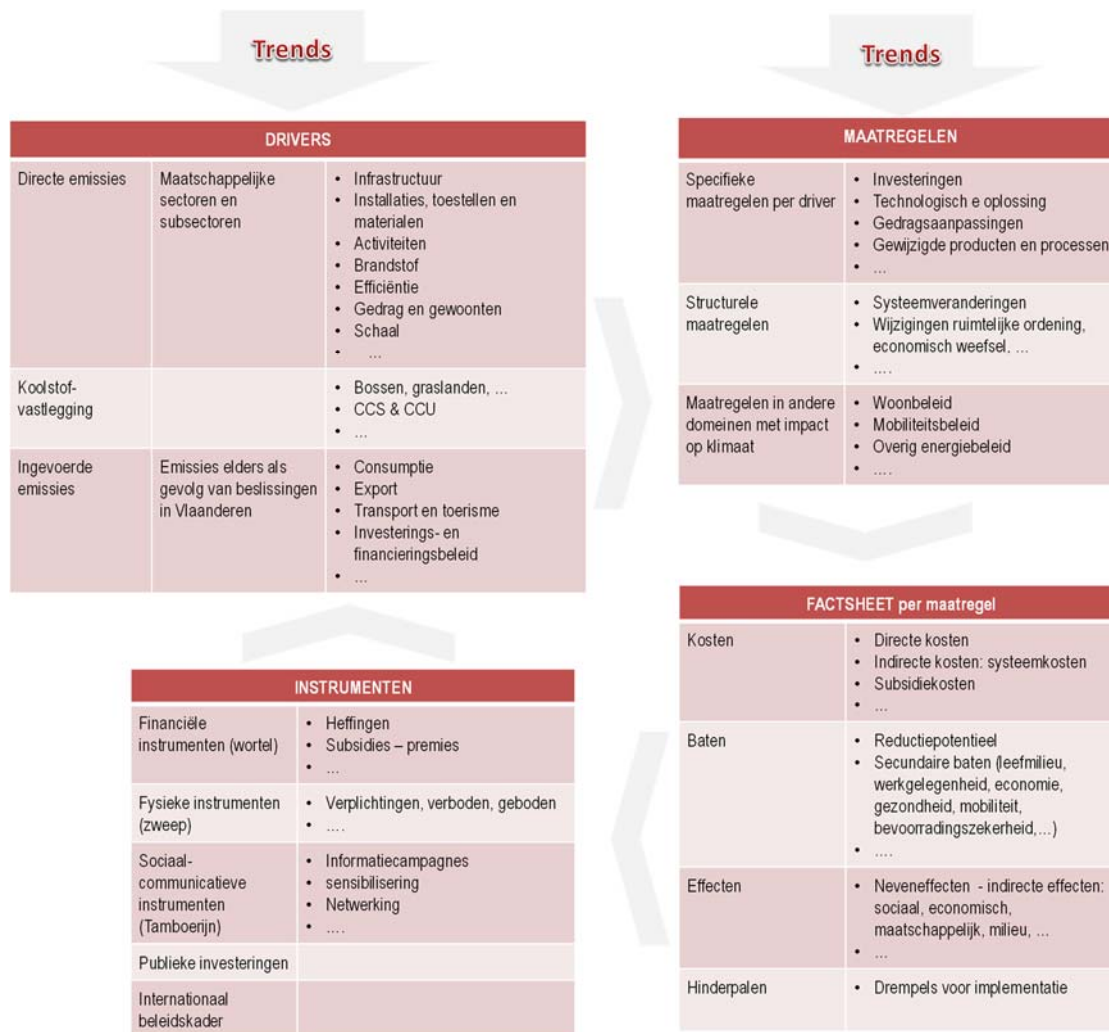 Trends
DRIVERS
Directe emissies
Maatschappelijke
sectoren en
subsectoren
• Infrastructuur
• Installaties, toestellen en
materialen
• Activiteiten
• Brandstof
• Efficiëntie
• Gedrag en gewoonten
• Schaal
- ...
Koolstof-
vastlegging
• Bossen, graslanden, ...
• CCS & CCU
• ...
Ingevoerde
emissies
Emissies elders als
gevolg van beslissingen
in Vlaanderen
• Consumptie
• Export
• Transport en toerisme
• Investerings- en
financieringsbeleid
• ...
Trends
MAATREGELEN
Specifieke
maatregelen per driver
• Investeringen
• Technologisch e oplossing
• Gedragsaanpassingen
• Gewijzigde producten en processen
• ...
Structurele
maatregelen
• Systeemveranderingen
• Wijzigingen ruimtelijke ordening,
economisch weefsel, ...
• ....
Maatregelen in andere
domeinen met impact
op klimaat
• Woonbeleid
• Mobiliteitsbeleid
• Overig energiebeleid
• ....
FACTSHEET per maatregel
Kosten
• Directe kosten
• Indirecte kosten: systeemkosten
• Subsidiekosten
• ...
Baten
• Reductiepotentieel
• Secundaire baten (leefmilieu,
werkgelegenheid, economie,
gezondheid, mobiliteit,
bevoorradingszekerheid,...)
• ....
Effecten
• Neveneffecten - indirecte effecten:
sociaal, economisch,
maatschappelijk, milieu, ...
• ...
Hinderpalen
• Drempels voor implementatie
INSTRUMENTEN
Financiële
instrumenten (wortel)
• Heffingen
• Subsidies – premies
• ...
Fysieke instrumenten
(zweep)
• Verplichtingen, verboden, geboden
• ....
Sociaal-
communicatieve
instrumenten
(Tamboerijn)
• Informatiecampagnes
• sensibilisering
• Netwerking
• ....
Publieke investeringen
Internationaal
beleidskader